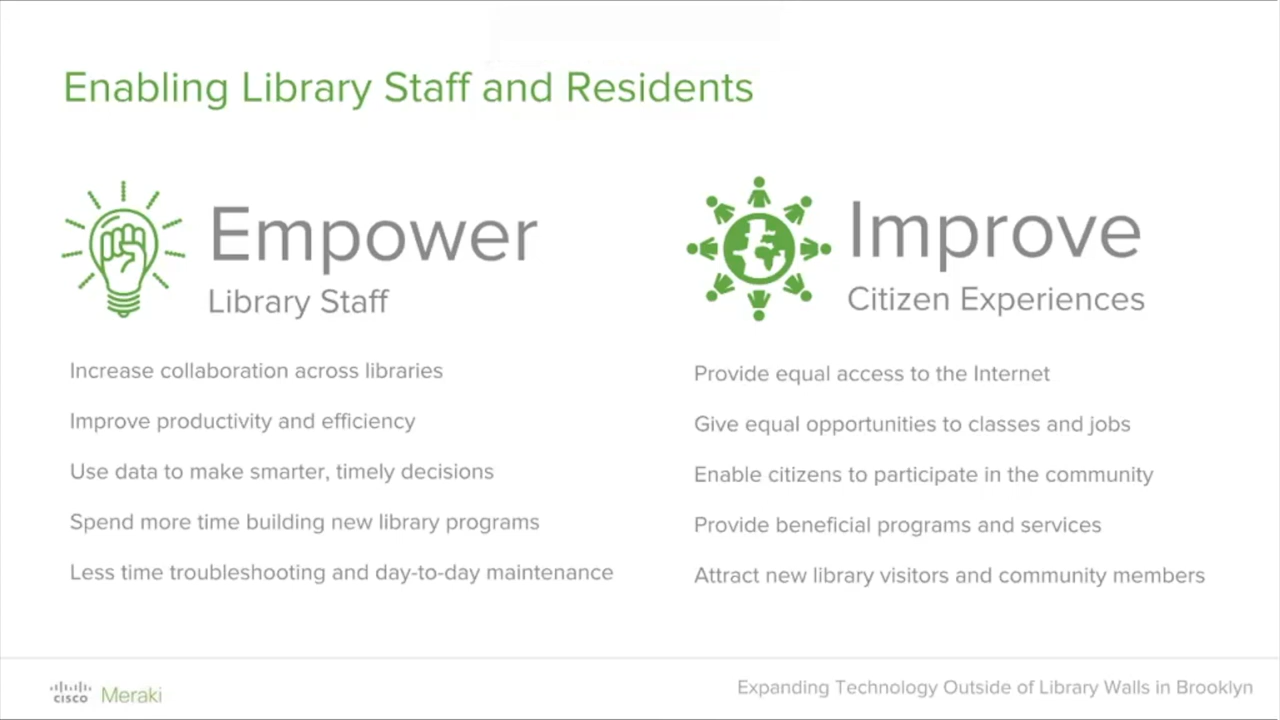 Enabling Library Staff and Residents
Empower
Library Staff
Increase collaboration across libraries
Improve productivity and efficiency
Use data to make smarter, timely decisions
Spend more time building new library programs
Less time troubleshooting and day-to-day maintenance
Improve
Citizen Experiences
Provide equal access to the Internet
Give equal opportunities to classes and jobs
Enable citizens to participate in the community
Provide beneficial programs and services
Attract new library visitors and community members
cisco Meraki
Expanding Technology Outside of Library Walls in Brooklyn